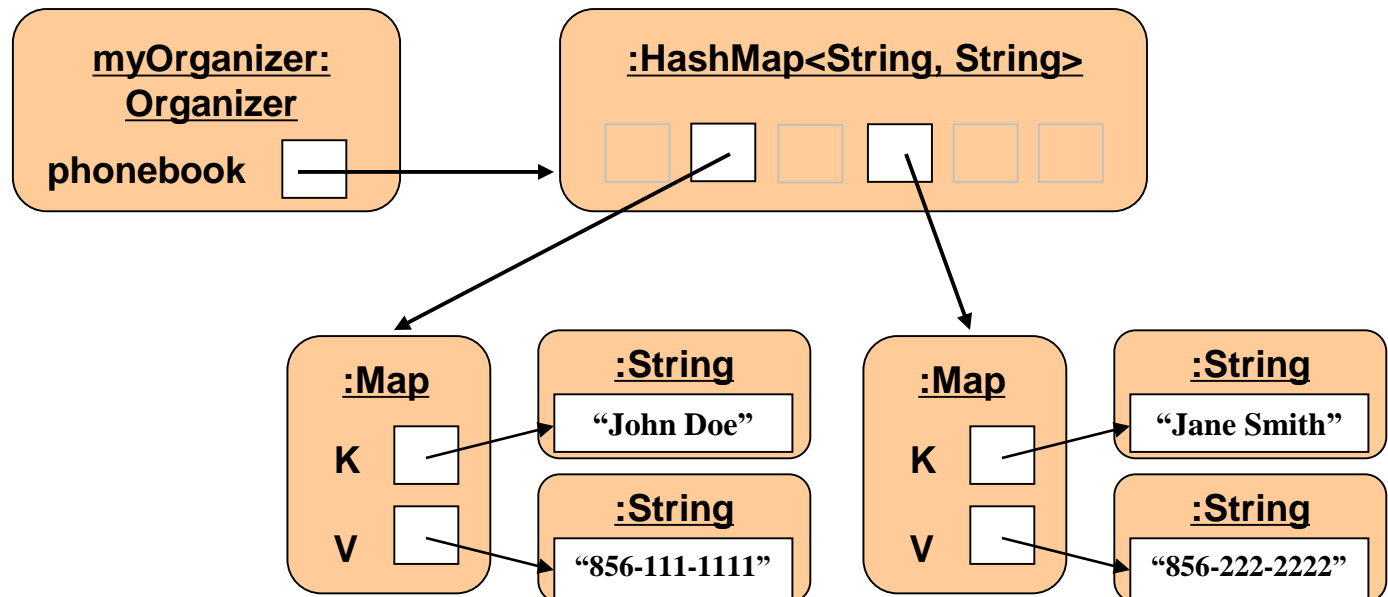 myOrganizer:
Organizer
phonebook
:HashMap<String, String>
:Map
K
V
:String
“John Doe”
:String
“856-111-1111”
:Map
K
V
:String
“Jane Smith”
:String
“856-222-2222”